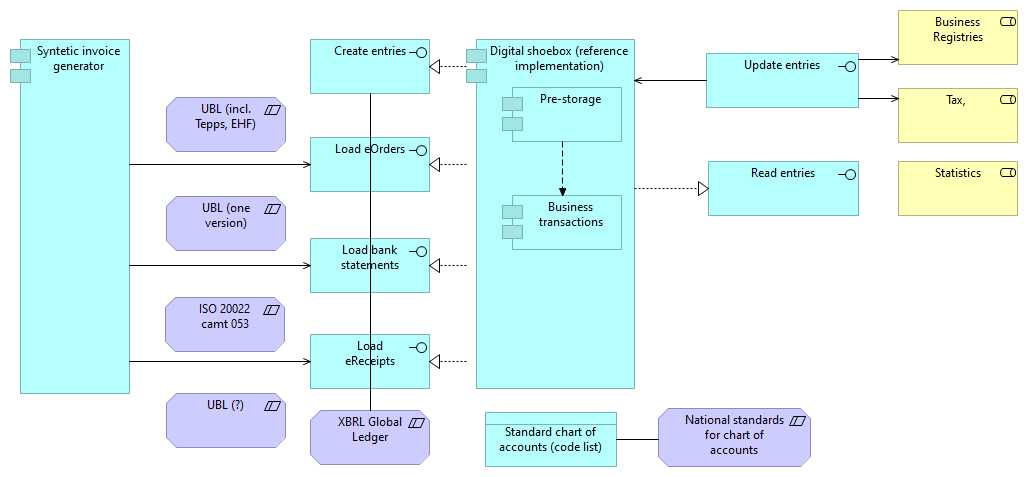 Syntetic invoice
generator
UBL (incl.
Tepps, EHF)
UBL (one
version)
ISO 20022
camt 053
UBL (?)
Create entries
Load eOrders
Load bank
statements
Load
eReceipts
XBRL Global
Ledger
Digital shoebox (reference
implementation)
Pre-storage
Business
transactions
Standard chart of
accounts (code list)
National standards
for chart of
accounts
Update entries
Read entries
Business
Registries
Tax,
Statistics